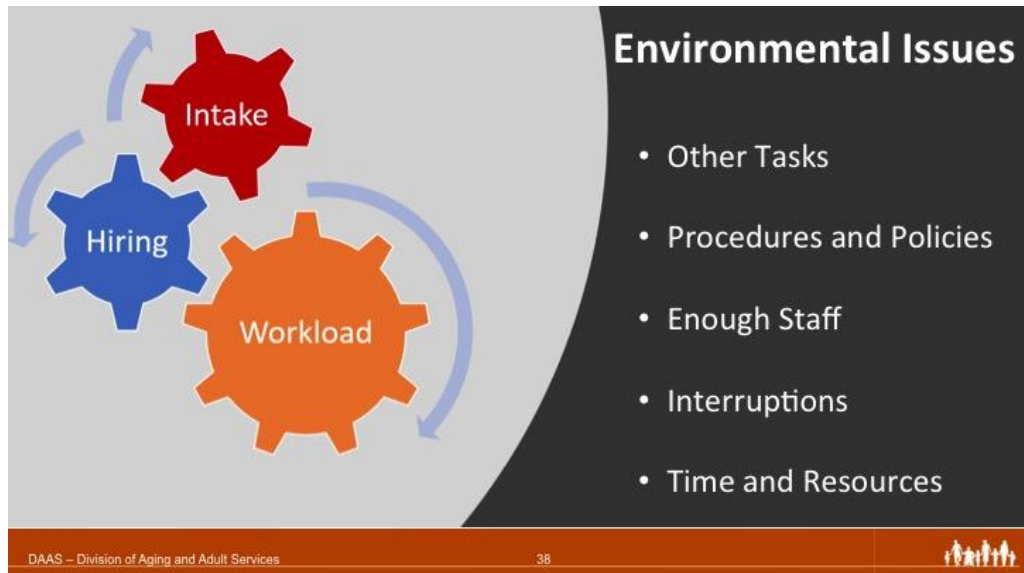 Environmental Issues
Intake
Hiring
Workload
• Other Tasks
• Procedures and Policies
• Enough Staff
• Interruptions
• Time and Resources
DAAS – Division of Aging and Adult Services
38